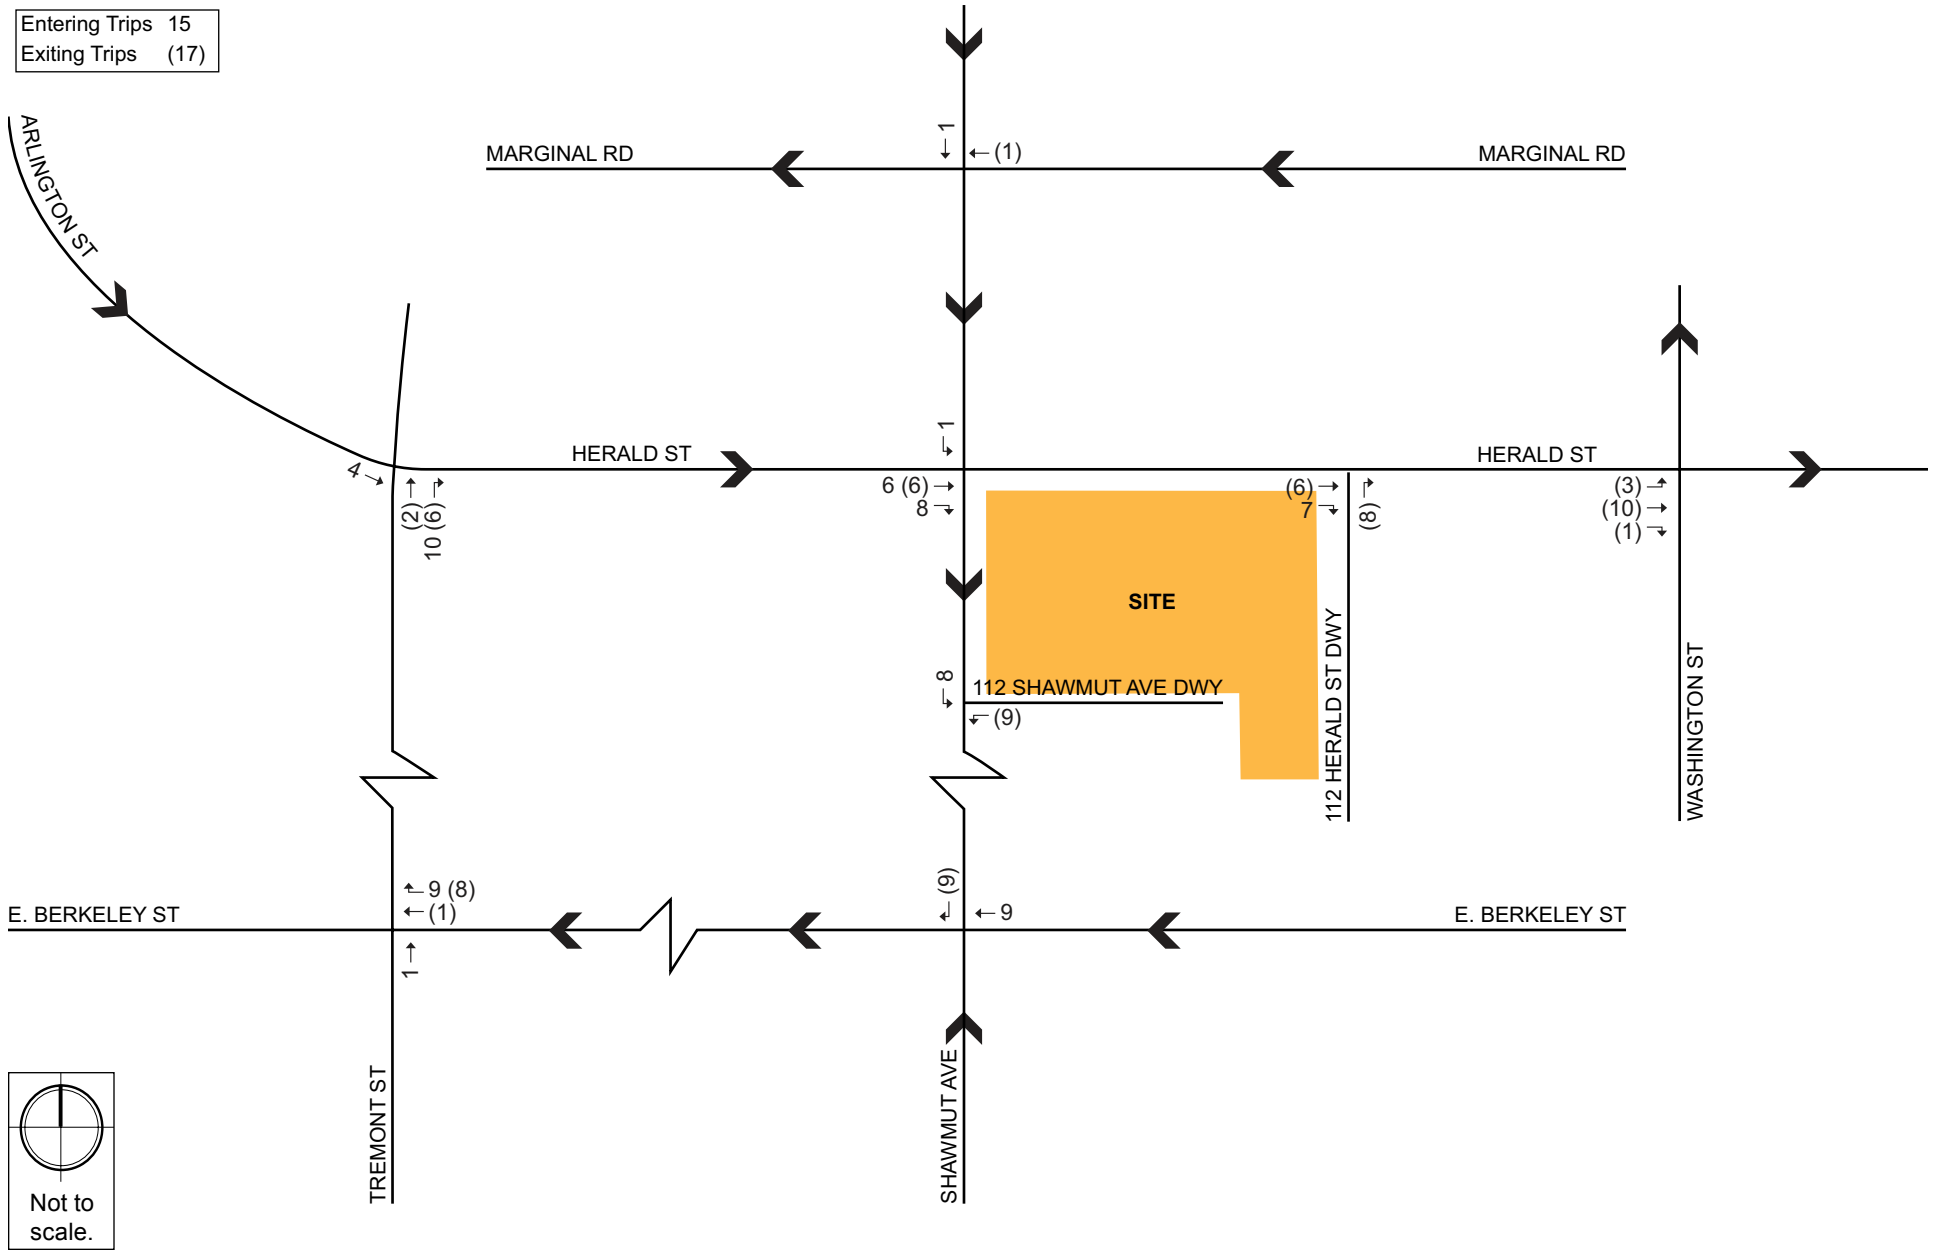 Entering Trips 15
Exiting Trips (17)
ARLINGTON ST
1
(1)
MARGINAL RD
MARGINAL RD
1
HERALD ST
HERALD ST
4
(2)
10 (6)
6 (6)
8
(6)
7
(8)
(3)
(10)
(1)
SITE
8
112 SHAWMUT AVE DWY
(9)
112 HERALD ST DWY
WASHINGTON ST
9 (8)
(1)
1
(9)
9
E. BERKELEY ST
E. BERKELEY ST
TREMONT ST
SHAWMUT AVE
Not to
scale.